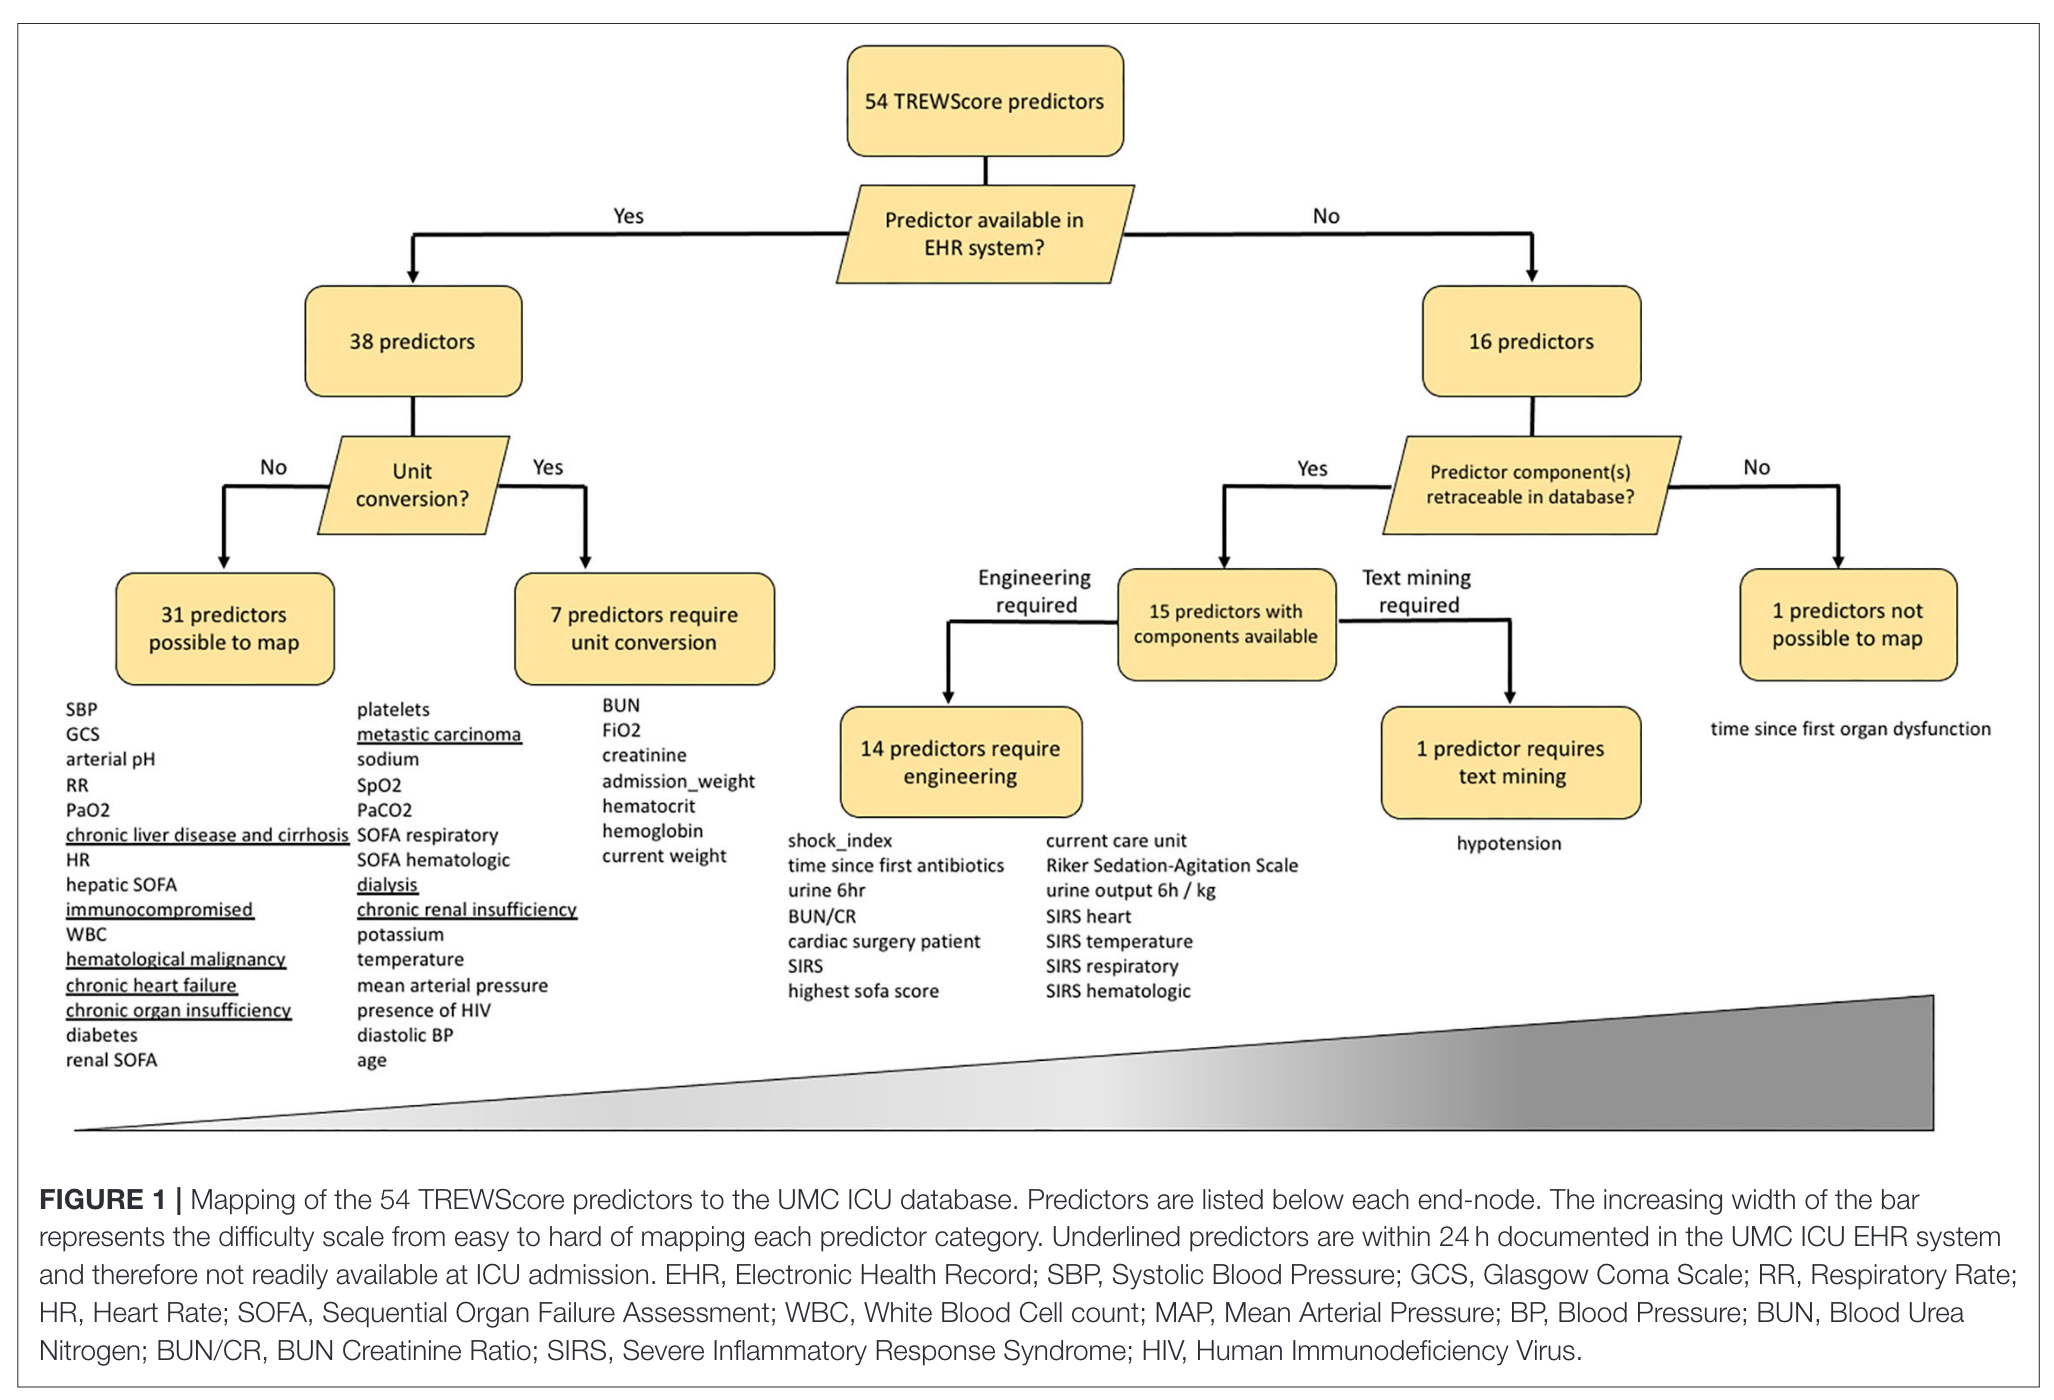 54 TREWScore predictors
Predictor available in
EHR system?
Yes
No
38 predictors
16 predictors
Unit
conversion?
No
Yes
Predictor component(s)
retraceable in database?
Yes
No
31 predictors
possible to map
7 predictors require
unit conversion
Engineering
required
15 predictors with
components available
Text mining
required
1 predictors not
possible to map
14 predictors require
engineering
1 predictor requires
text mining
SBP
GCS
arterial pH
RR
PaO2
chronic liver disease and cirrhosis
HR
hepatic SOFA
immunocompromised
WBC
hematological malignancy
chronic heart failure
chronic organ insufficiency
diabetes
renal SOFA
platelets
metastic carcinoma
sodium
SpO2
PaCO2
SOFA respiratory
SOFA hematologic
dialysis
chronic renal insufficiency
potassium
temperature
mean arterial pressure
presence of HIV
diastolic BP
age
BUN
FiO2
creatinine
admission_weight
hematocrit
hemoglobin
current weight
shock_index
time since first antibiotics
urine 6hr
BUN/CR
cardiac surgery patient
SIRS
highest sofa score
current care unit
Riker Sedation-Agitation Scale
urine output 6h / kg
SIRS heart
SIRS temperature
SIRS respiratory
SIRS hematologic
hypotension
time since first organ dysfunction
FIGURE 1 | Mapping of the 54 TREWScore predictors to the UMC ICU database. Predictors are listed below each end-node. The increasing width of the bar
represents the difficulty scale from easy to hard of mapping each predictor category. Underlined predictors are within 24 h documented in the UMC ICU EHR system
and therefore not readily available at ICU admission. EHR, Electronic Health Record; SBP, Systolic Blood Pressure; GCS, Glasgow Coma Scale; RR, Respiratory Rate;
HR, Heart Rate; SOFA, Sequential Organ Failure Assessment; WBC, White Blood Cell count; MAP, Mean Arterial Pressure; BP, Blood Pressure; BUN, Blood Urea
Nitrogen; BUN/CR, BUN Creatinine Ratio; SIRS, Severe Inflammatory Response Syndrome; HIV, Human Immunodeficiency Virus.